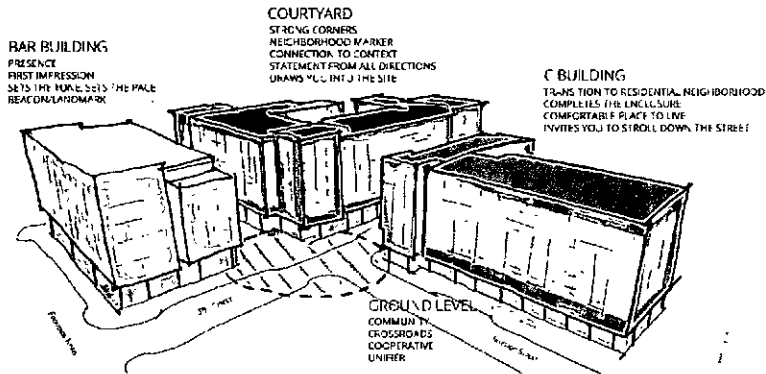 BAR BUILDING
PRESENCE
FIRST IMPRESSION
SETS THE TONE, SETS THE PACE
BEACON/LANDMARK
COURTYARD
STRONG CORNERS
NEIGHBORHOOD MARKER
CONNECTION TO CONTEXT
STATEMENT FROM ALL DIRECTIONS
DRAWS YOU INTO THE SITE
C BUILDING
TRANSITION TO RESIDENTIAL NEIGHBORHOOD
COMPLETES THE ENCLOSURE
COMFORTABLE PLACE TO LIVE
INVITES YOU TO STROLL DOWN THE STREET
GROUND LEVEL
COMMUNITY
CROSSROADS
COOPERATIVE
UNIFIER
Street